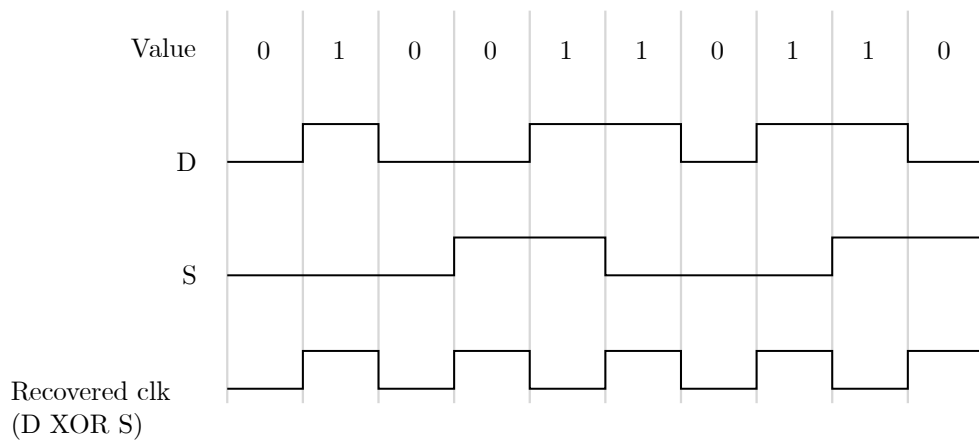 Value 0 1 0 0 1 1 0 1 1 0
D
S
Recovered clk
(D XOR S)